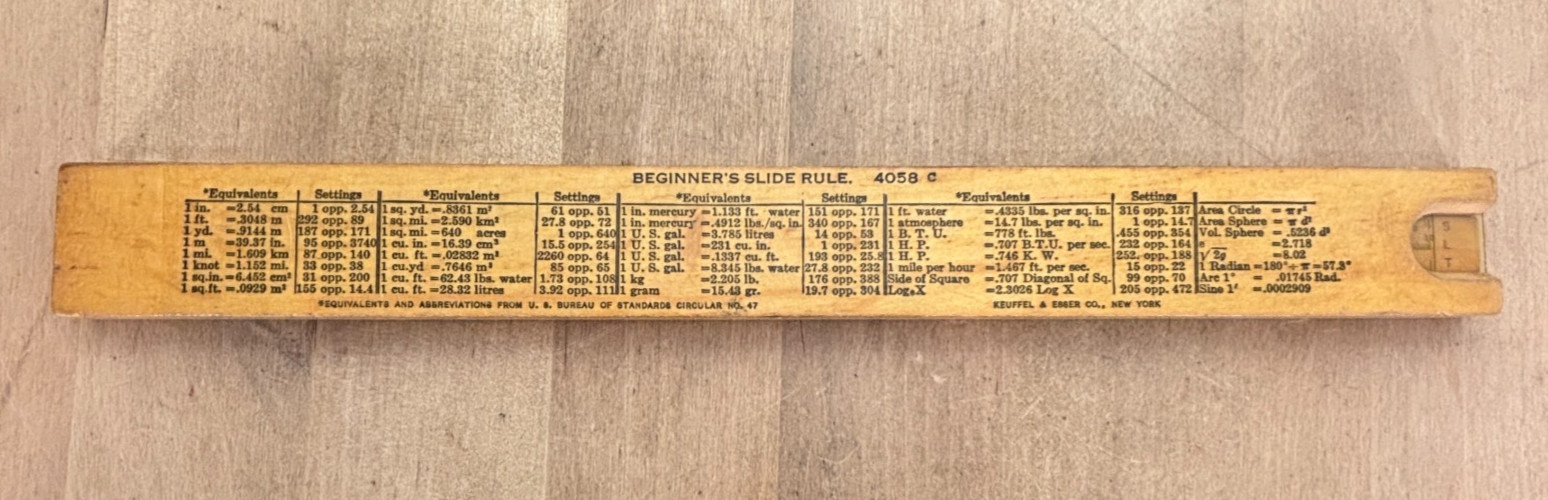 BEGINNER'S SLIDE RULE. 4058 C
*Equivalents Settings *Equivalents Settings *Equivalents Settings *Equivalents Settings
1 in. =2.54 cm 1 opp. 2.54 1 sq. yd. =.8361 m² 61 opp. 51 1 in. mercury =1.133 ft. water 151 opp. 171 1 ft. water =.4335 lbs. per sq. in. 316 opp. 137 Area Circle = π r²
1 ft. =.3048 m 292 opp. 89 1 sq. mi. =2.590 km² 27.8 opp. 72 1 in. mercury =.4912 lbs./sq. in. 340 opp. 167 1 atmosphere =14.7 lbs. per sq. in. 1 opp. 14.7 Area Sphere = π d²
1 yd. =.9144 m 187 opp. 171 1 sq. mi. =640 acres 1 opp. 640 1 U. S. gal. =3.785 litres 14 opp. 53 1 B. T. U. =778 ft. lbs. .455 opp. 354 Vol. Sphere = .5236 d³
1 m =39.37 in. 95 opp. 3740 1 cu. in. =16.39 cm³ 15.5 opp. 254 1 U. S. gal. =231 cu. in. 1 opp. 231 1 H. P. =.707 B.T.U. per sec. 232 opp. 164 e =2.718
1 mi. =1.609 km 87 opp. 140 1 cu. ft. =.02832 m³ 2260 opp. 64 1 U. S. gal. =.1337 cu. ft. 193 opp. 25.8 1 H. P. =.746 K. W. 252 opp. 188 √2g =8.02
1 knot =1.152 mi. 33 opp. 38 1 cu.yd =.7646 m³ 85 opp. 65 1 U. S. gal. =8.345 lbs. water 27.8 opp. 232 1 mile per hour =1.467 ft. per sec. 15 opp. 22 1 Radian =180°÷π=57.3°
1 sq.in. =6.452 cm² 31 opp. 200 1 cu. ft. =62.43 lbs. water 1.73 opp. 108 1 kg =2.205 lb. 176 opp. 388 Side of Square =.707 Diagonal of Sq. 99 opp. 70 Arc 1° = .01745 Rad.
1 sq.ft. =.0929 m² 155 opp. 14.4 1 cu. ft. =28.32 litres 3.92 opp. 111 1 gram =15.43 gr. 19.7 opp. 304 LogₑX =2.3026 Log X 205 opp. 472 Sine 1′ =.0002909
*EQUIVALENTS AND ABBREVIATIONS FROM U. S. BUREAU OF STANDARDS CIRCULAR NO. 47 KEUFFEL & ESSER CO., NEW YORK
S
L
T